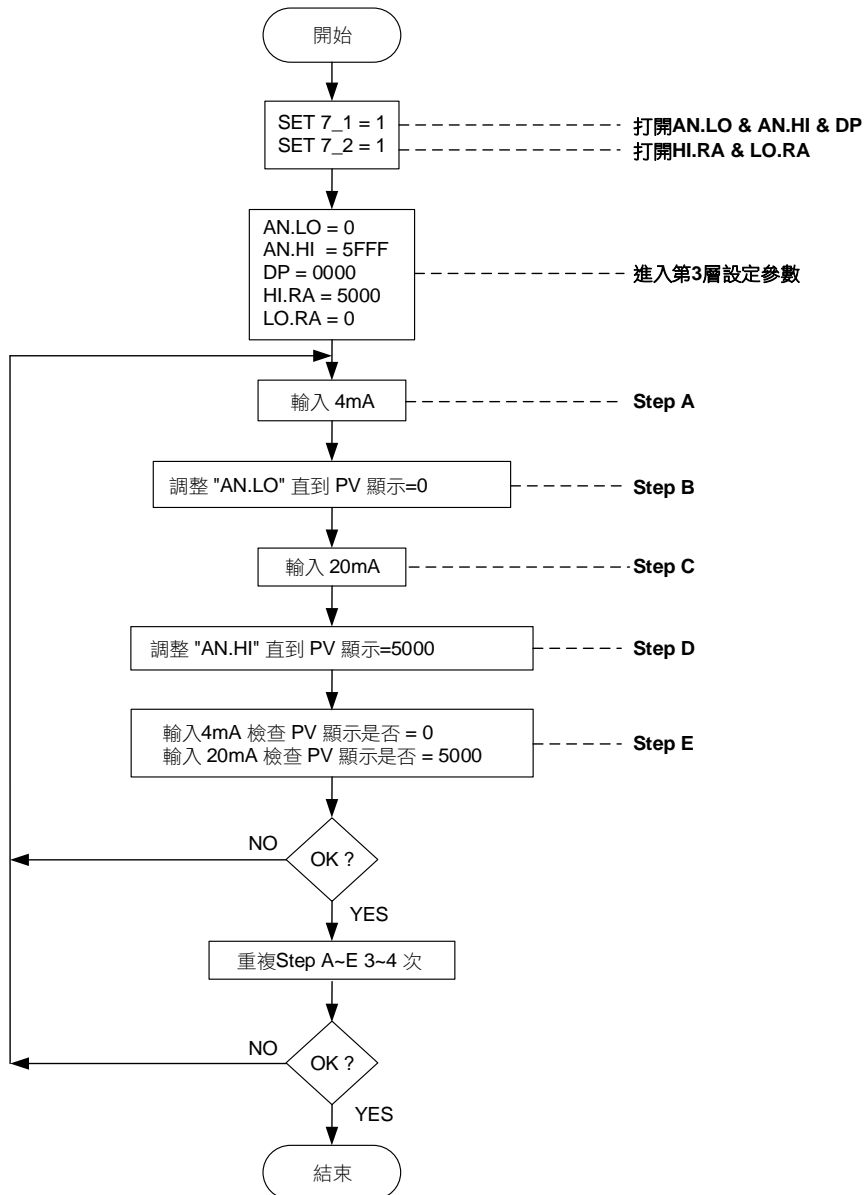 開始
SET 7_1 = 1
打開AN.LO & AN.HI & DP
SET 7_2 = 1
打開HI.RA & LO.RA
AN.LO = 0
AN.HI = 5FFF
DP = 0000
HI.RA = 5000
LO.RA = 0
進入第3層設定參數
輸入 4mA
Step A
調整 "AN.LO" 直到 PV 顯示=0
Step B
輸入 20mA
Step C
調整 "AN.HI" 直到 PV 顯示=5000
Step D
輸入4mA 檢查 PV 顯示是否 = 0
輸入 20mA 檢查 PV 顯示是否 = 5000
Step E
NO
OK ?
YES
重複Step A~E 3~4 次
NO
OK ?
YES
結束